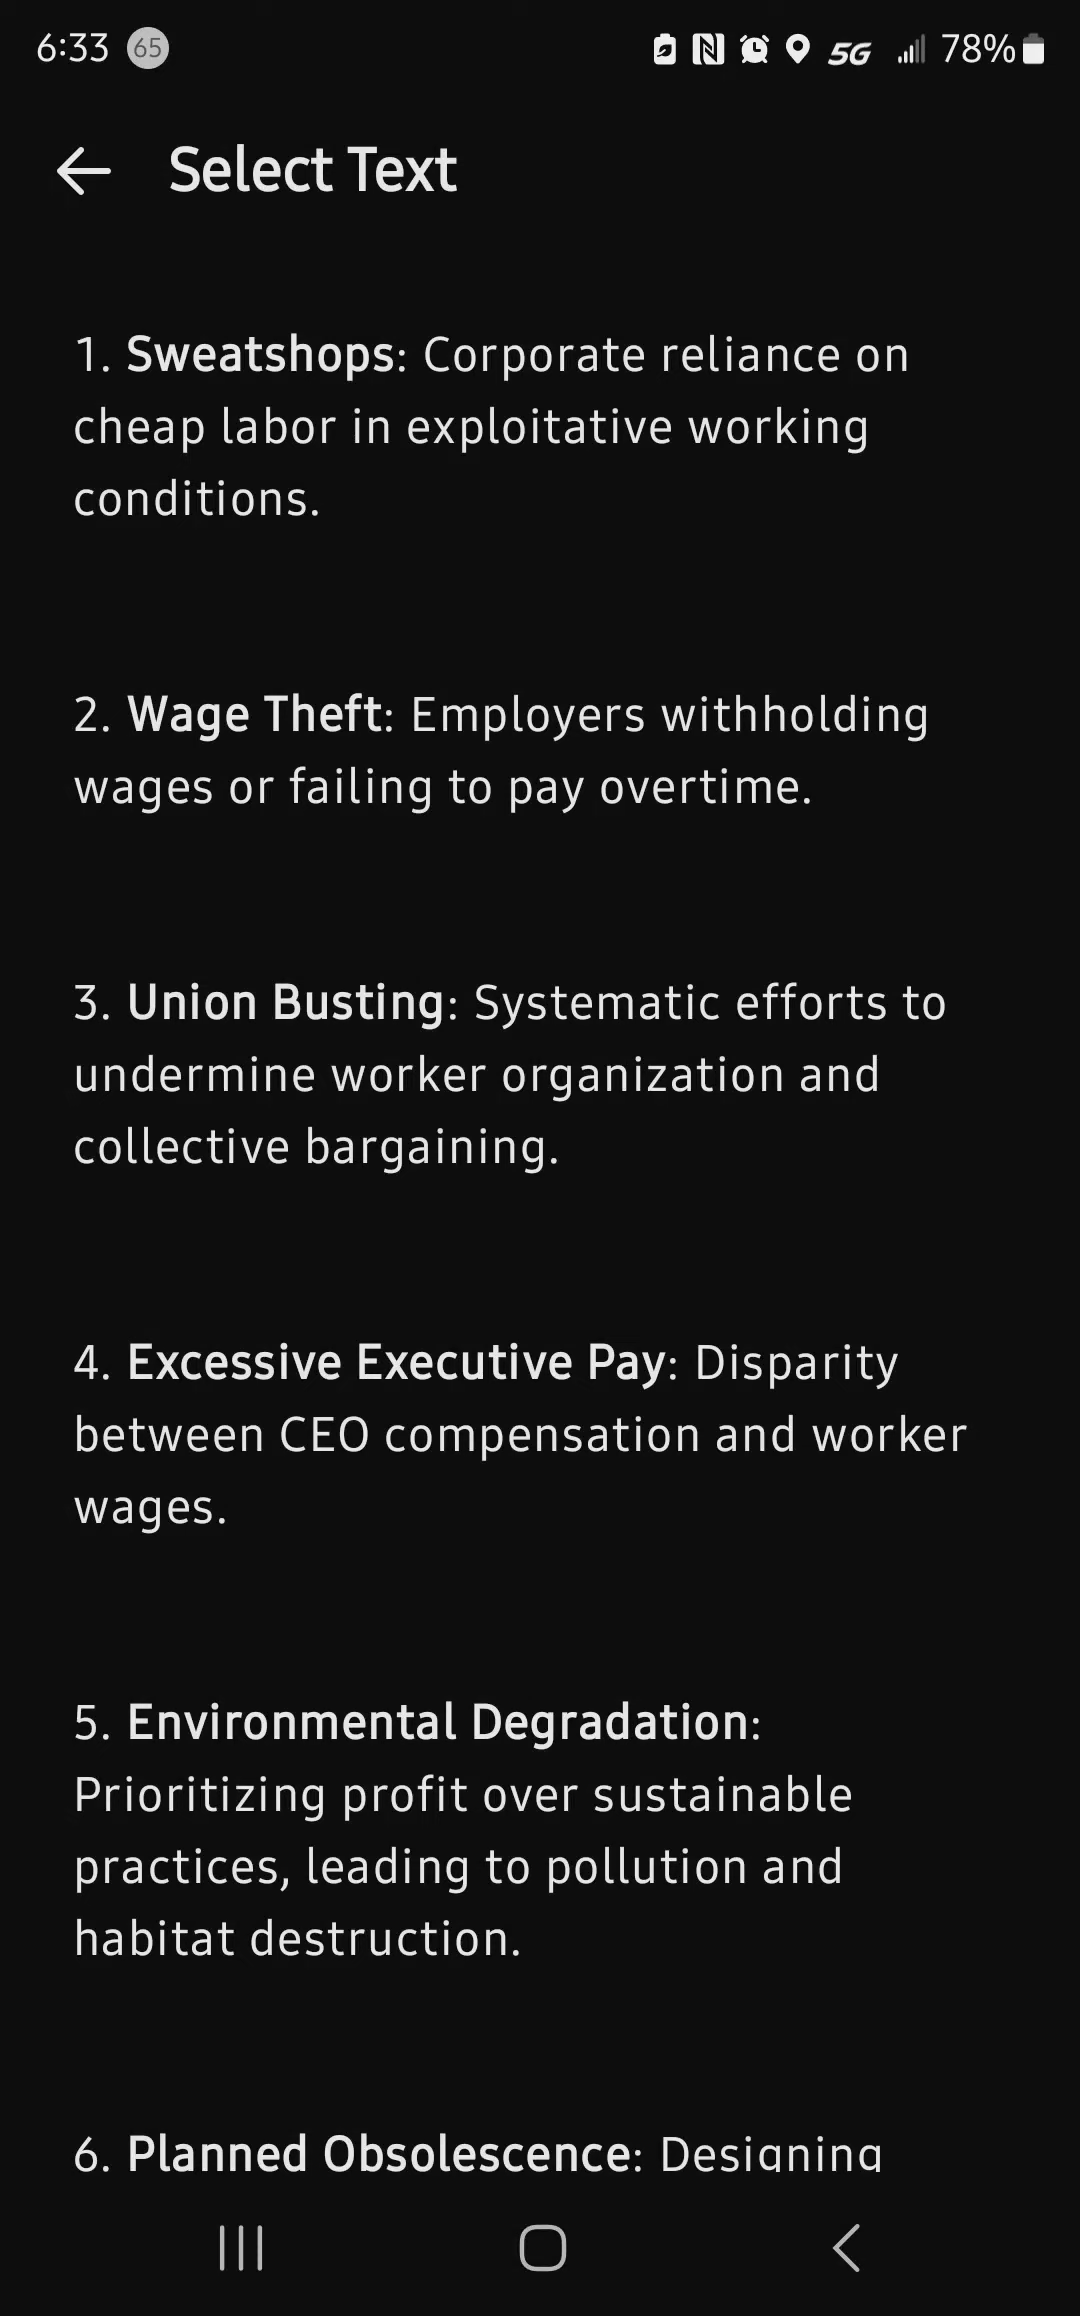 6:33 65 5G 78%
Select Text
1. Sweatshops: Corporate reliance on
cheap labor in exploitative working
conditions.
2. Wage Theft: Employers withholding
wages or failing to pay overtime.
3. Union Busting: Systematic efforts to
undermine worker organization and
collective bargaining.
4. Excessive Executive Pay: Disparity
between CEO compensation and worker
wages.
5. Environmental Degradation:
Prioritizing profit over sustainable
practices, leading to pollution and
habitat destruction.
6. Planned Obsolescence: Designing